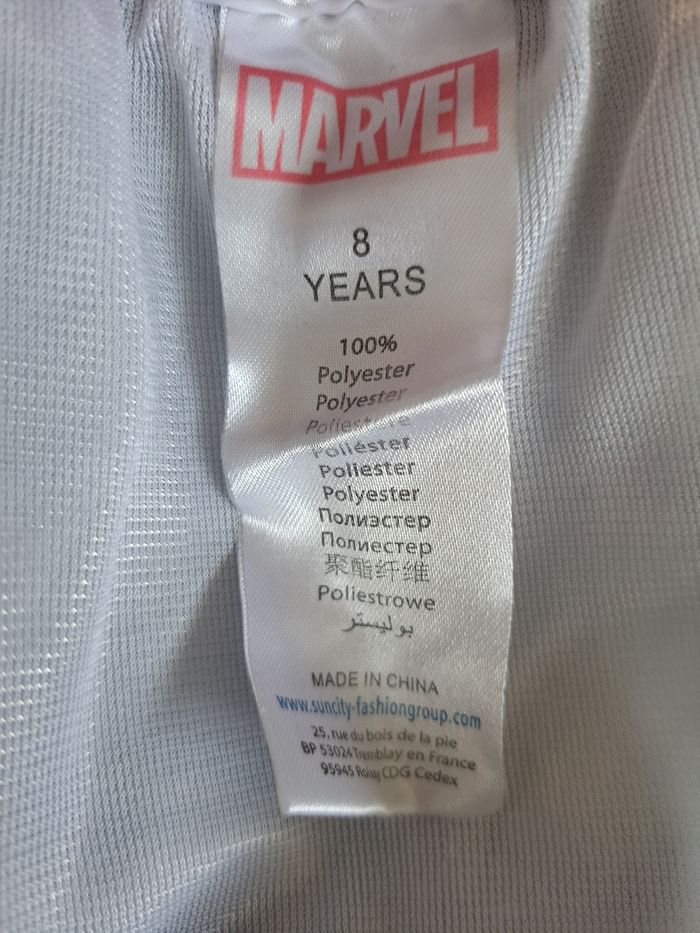 MARVEL
8
YEARS
100%
Polyester
Polyester
Poliestere
Poliéster
Poliester
Polyester
Полиэстер
Полиестер
聚酯纤维
Poliestrowe
بوليستر
MADE IN CHINA
www.suncity-fashiongroup.com
25, rue du bois de la pie
BP 53024 Tremblay en France
95945 Roissy CDG Cedex